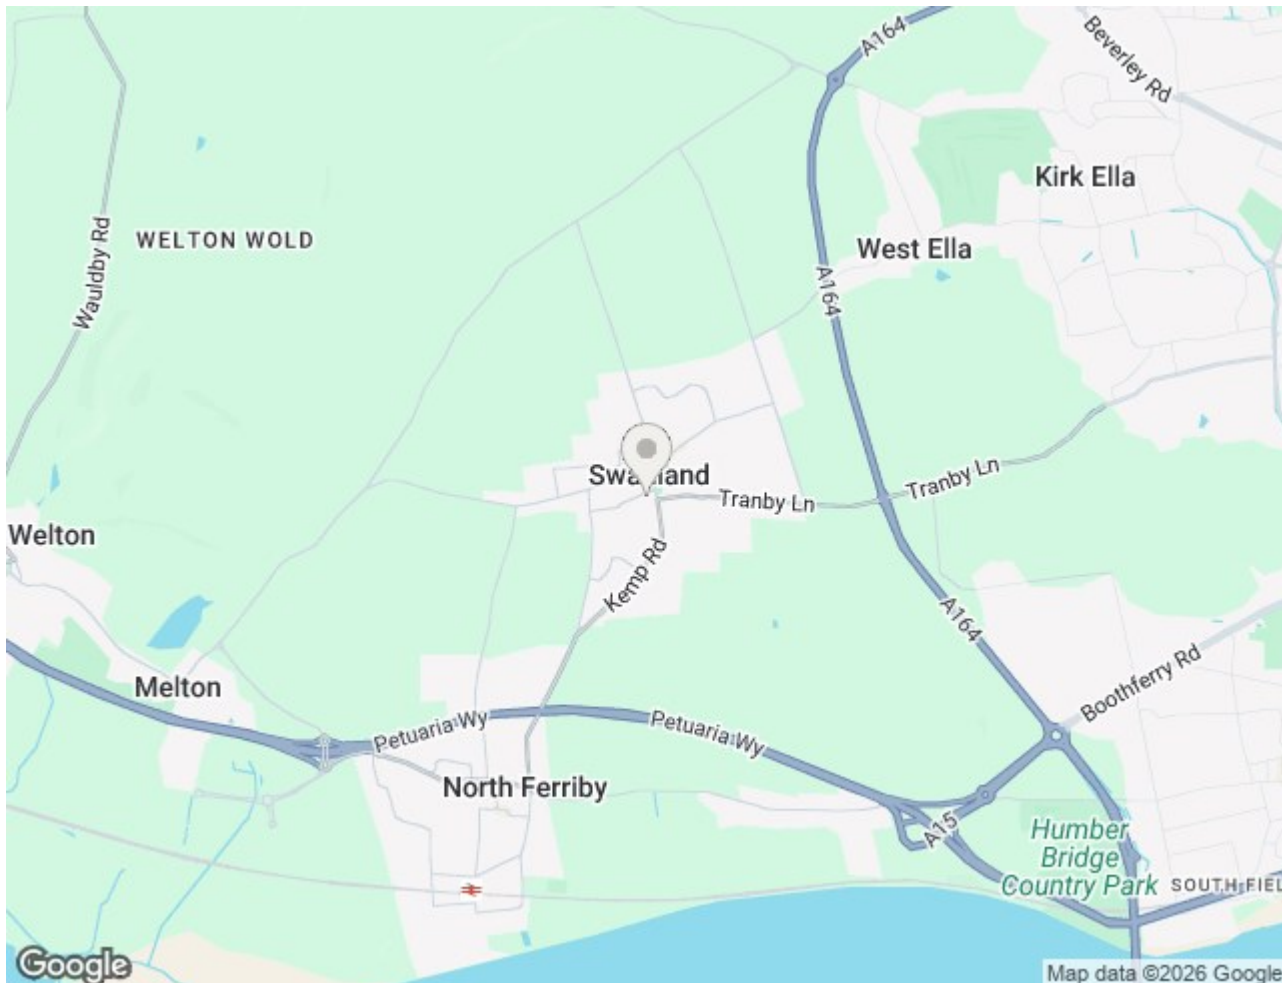 A164
Beverley Rd
Kirk Ella
Wauldby Rd
WELTON WOLD
West Ella
A164
Tranby Ln
Tranby Ln
Welton
Kemp Rd
A164
Boothferry Rd
Melton
Petuaria Wy
Petuaria Wy
North Ferriby
A15
Humber
Bridge
Country Park
SOUTH FIEL
Google
Map data ©2026 Google